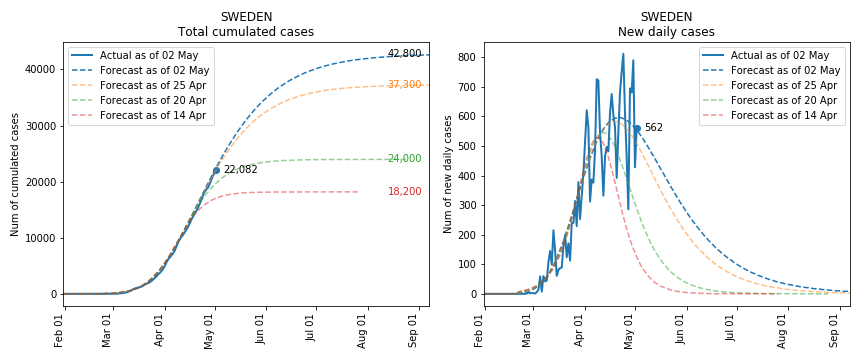 SWEDEN
Total cumulated cases
Num of cumulated cases
40000
30000
20000
10000
0
Actual as of 02 May
Forecast as of 02 May
Forecast as of 25 Apr
Forecast as of 20 Apr
Forecast as of 14 Apr
42,800
37,300
24,000
18,200
22,082
Feb 01
Mar 01
Apr 01
May 01
Jun 01
Jul 01
Aug 01
Sep 01
SWEDEN
New daily cases
Num of new daily cases
800
700
600
500
400
300
200
100
0
Actual as of 02 May
Forecast as of 02 May
Forecast as of 25 Apr
Forecast as of 20 Apr
Forecast as of 14 Apr
562
Feb 01
Mar 01
Apr 01
May 01
Jun 01
Jul 01
Aug 01
Sep 01